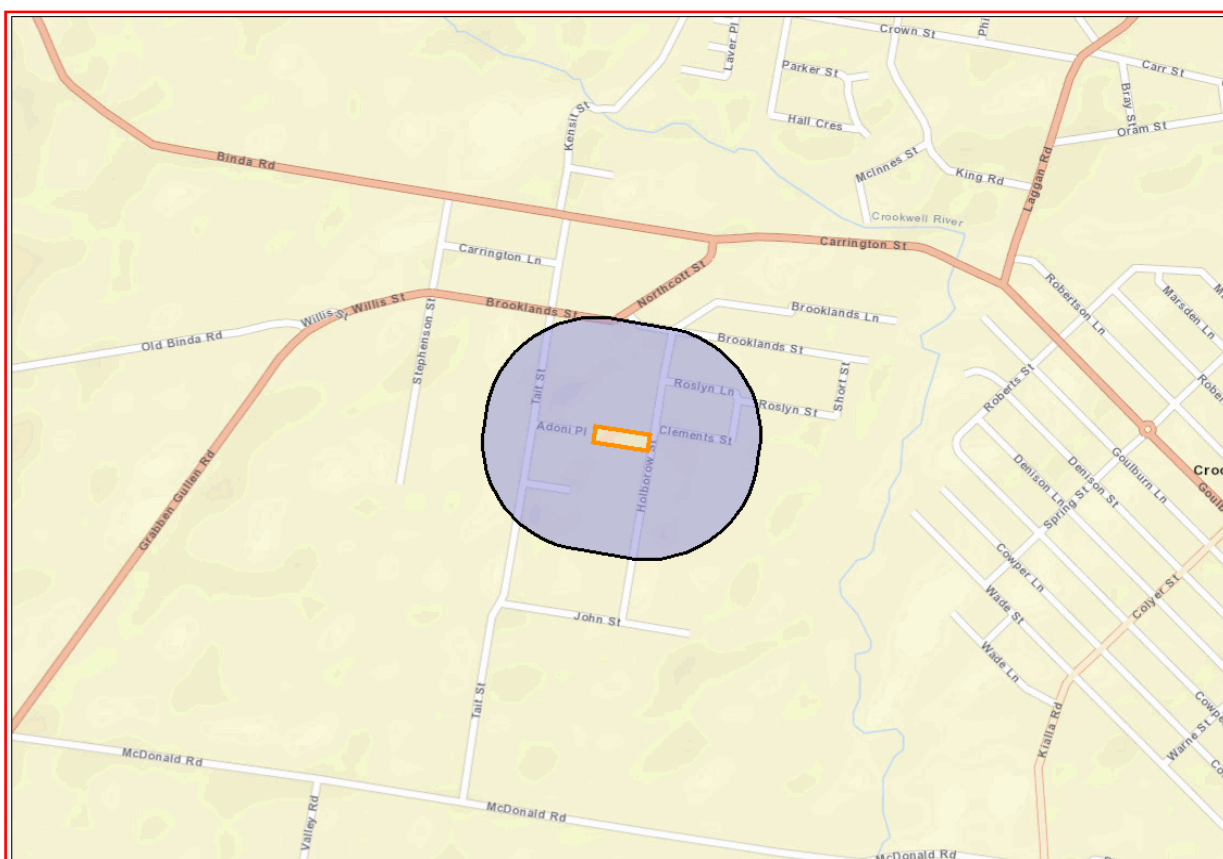 Crown St
Phi
Laver Pl
Parker St
Carr St
Bray St
Hall Cres
Oram St
Kensit St
Binda Rd
McInnes St
King Rd
Laggan Rd
Crookwell River
Carrington St
Carrington Ln
Northcott St
Robertson Ln
Marsden Ln
M
Willis St
Willis St
Brooklands St
Brooklands Ln
Old Binda Rd
Stephenson St
Brooklands St
Roberts St
Rober
Tait St
Roslyn Ln
Short St
Roslyn St
Adoni Pl
Clements St
Holborow St
Grabben Gullen Rd
Denison Ln
Denison St
Goulburn Ln
Croo
Goulb
Spring St
Cowper Ln
Wade St
Colyer St
John St
Wade Ln
Tait St
Cowpe
Kialla Rd
Warne St
Co
McDonald Rd
McDonald Rd
Valley Rd
McDonald Rd